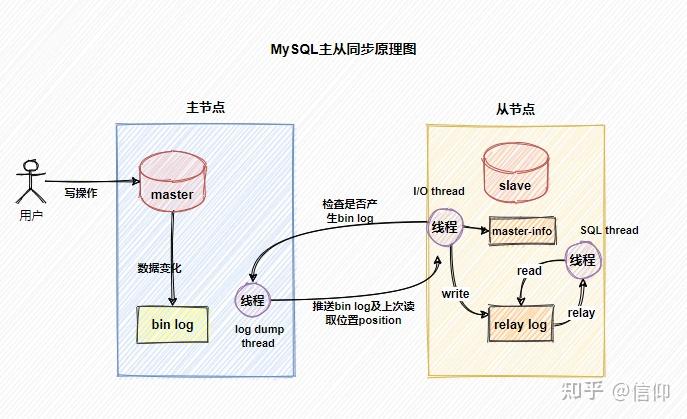 MySQL主从同步原理图
主节点
从节点
用户
写操作
master
数据变化
bin log
线程
log dump
thread
检查是否产
生bin log
推送bin log及上次读
取位置position
I/O thread
线程
slave
master-info
SQL thread
线程
read
write
relay log
relay
知乎 @信仰